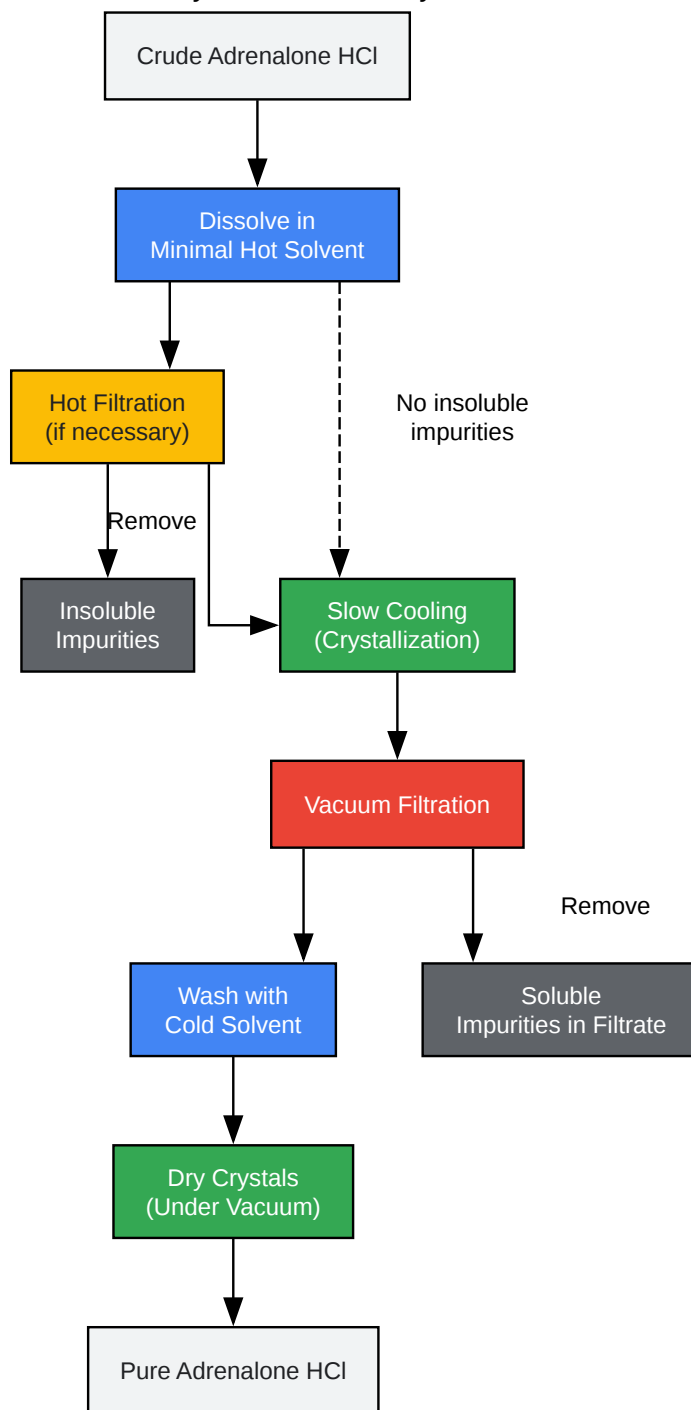 Crude Adrenalone HCl
Dissolve in
Minimal Hot Solvent
Hot Filtration
(if necessary)
No insoluble
impurities
Remove
Insoluble
Impurities
Slow Cooling
(Crystallization)
Vacuum Filtration
Remove
Wash with
Cold Solvent
Soluble
Impurities in Filtrate
Dry Crystals
(Under Vacuum)
Pure Adrenalone HCl